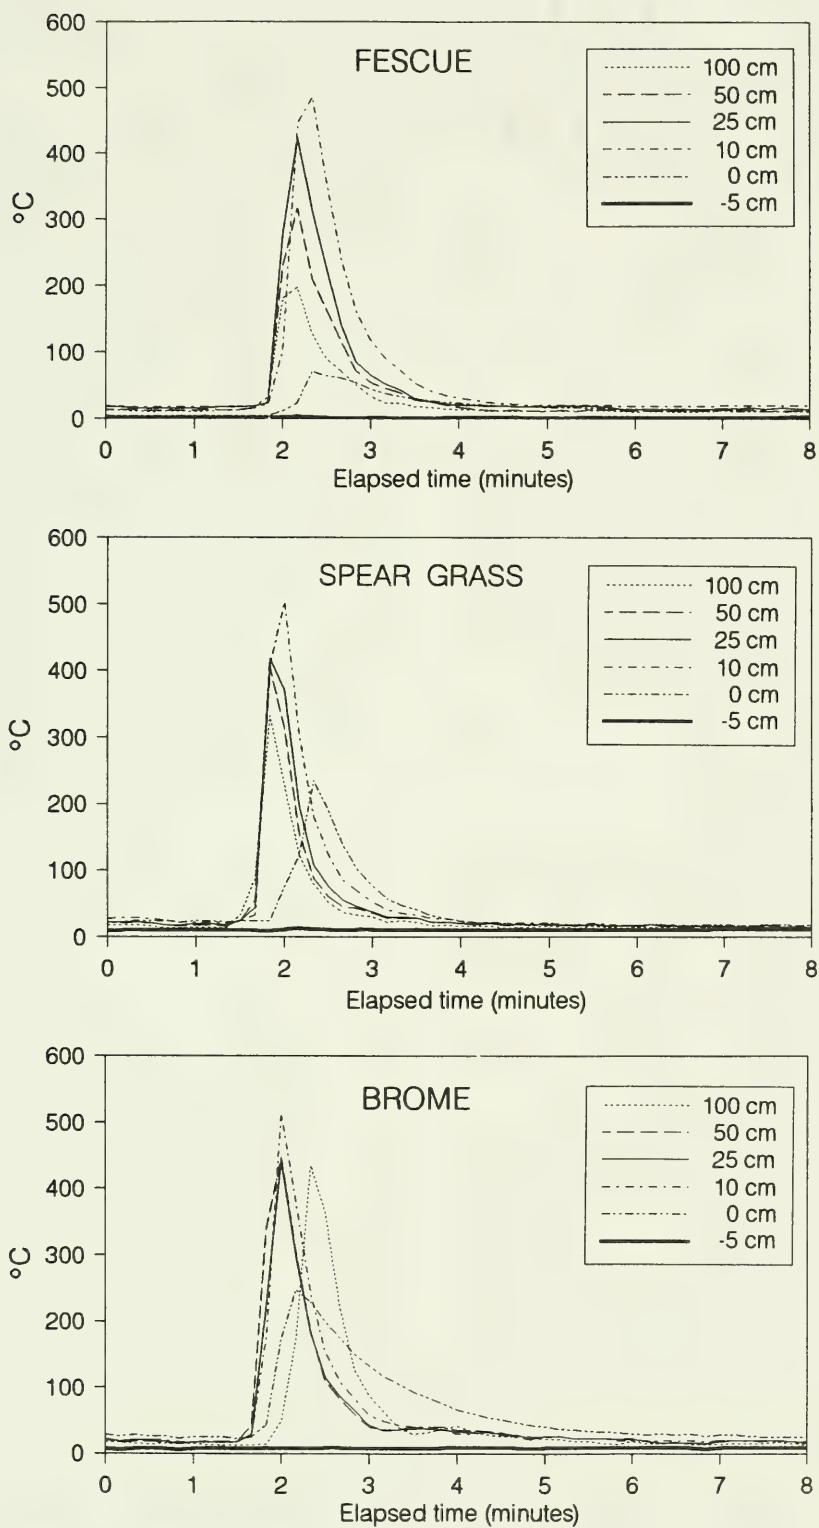 600
500
400
300
200
100
0
°C
FESCUE
100 cm
50 cm
25 cm
10 cm
0 cm
-5 cm
0 1 2 3 4 5 6 7 8
Elapsed time (minutes)
600
500
400
300
200
100
0
°C
SPEAR GRASS
100 cm
50 cm
25 cm
10 cm
0 cm
-5 cm
0 1 2 3 4 5 6 7 8
Elapsed time (minutes)
600
500
400
300
200
100
0
°C
BROME
100 cm
50 cm
25 cm
10 cm
0 cm
-5 cm
0 1 2 3 4 5 6 7 8
Elapsed time (minutes)